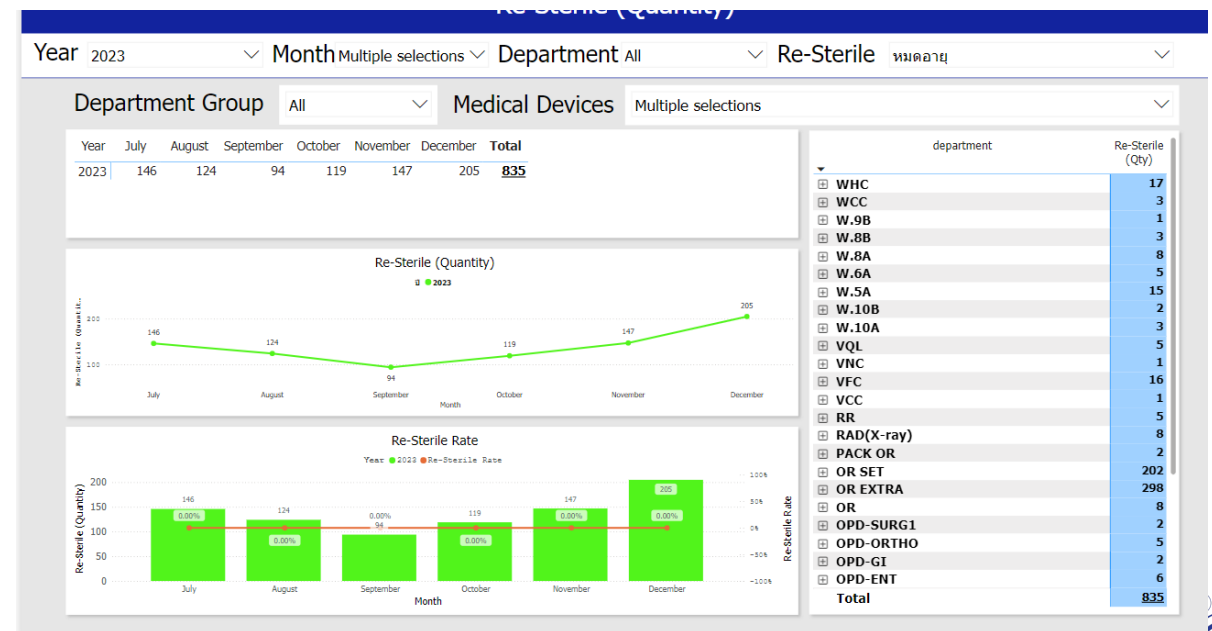 Re-Sterile (Quantity)
Year 2023 Month Multiple selections Department All Re-Sterile หมดอายุ
Department Group All Medical Devices Multiple selections
Year July August September October November December Total
2023 146 124 94 119 147 205 835
Re-Sterile (Quantity)
ปี 2023
Re-Sterile (Quantit..
200
100
146
124
94
119
147
205
July August September October November December
Month
Re-Sterile Rate
Year 2023 Re-Sterile Rate
Re-Sterile (Quantity)
200
150
100
50
0
146
124
94
119
147
205
0.00%
0.00%
0.00%
0.00%
0.00%
0.00%
100%
50%
0%
-50%
-100%
Re-Sterile Rate
July August September October November December
Month
department Re-Sterile
(Qty)
WHC 17
WCC 3
W.9B 1
W.8B 3
W.8A 8
W.6A 5
W.5A 15
W.10B 2
W.10A 3
VQL 5
VNC 1
VFC 16
VCC 1
RR 5
RAD(X-ray) 8
PACK OR 2
OR SET 202
OR EXTRA 298
OR 8
OPD-SURG1 2
OPD-ORTHO 5
OPD-GI 2
OPD-ENT 6
Total 835